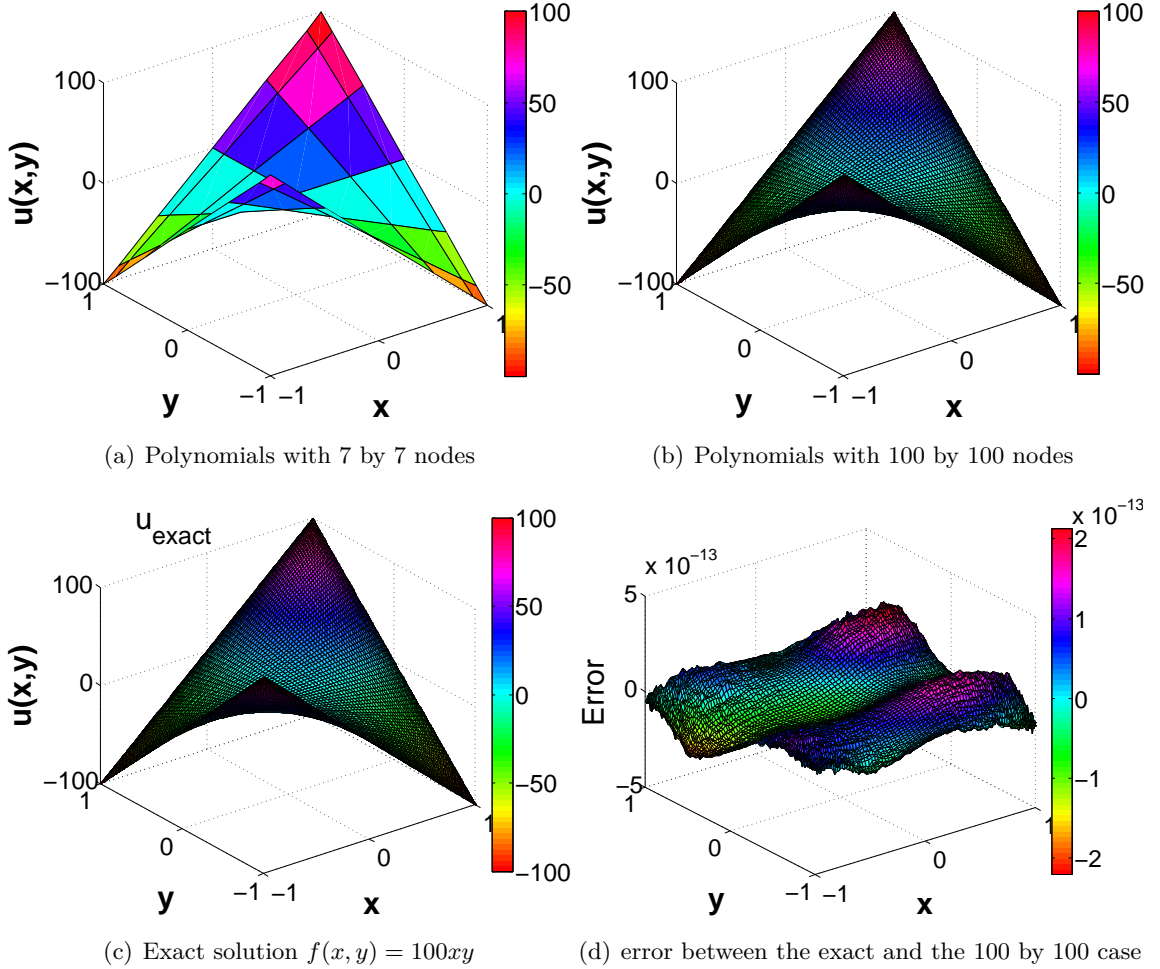 100
50
0
−50
100
0
−100
u(x,y)
1
0
−1
y
−1
0
1
x
(a) Polynomials with 7 by 7 nodes
100
50
0
−50
100
0
−100
u(x,y)
1
0
−1
y
−1
0
1
x
(b) Polynomials with 100 by 100 nodes
u_exact
100
50
0
−50
−100
100
0
−100
u(x,y)
1
0
−1
y
−1
0
1
x
(c) Exact solution f(x, y) = 100xy
x 10^−13
x 10^−13
2
1
0
−1
−2
5
0
−5
Error
1
0
−1
y
−1
0
1
x
(d) error between the exact and the 100 by 100 case